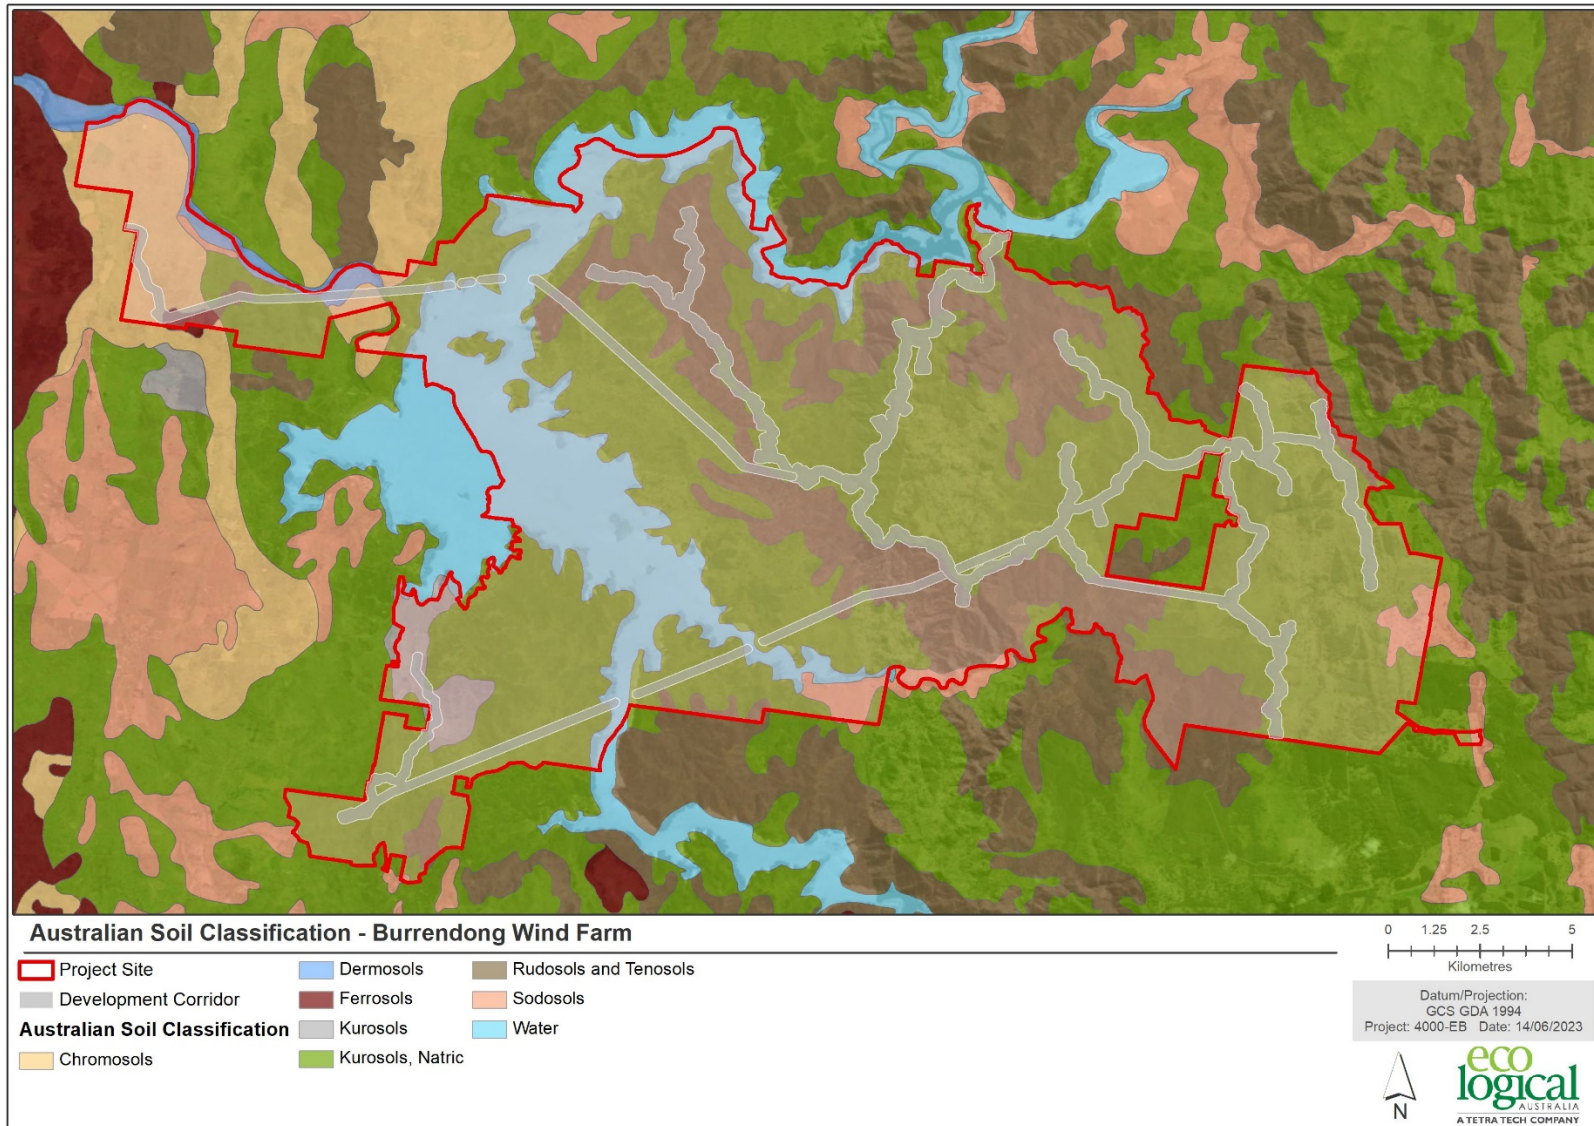 Australian Soil Classification - Burrendong Wind Farm
Project Site
Development Corridor
Australian Soil Classification
Chromosols
Dermosols
Ferrosols
Kurosols
Kurosols, Natric
Rudosols and Tenosols
Sodosols
Water
0 1.25 2.5 5
Kilometres
Datum/Projection:
GCS GDA 1994
Project: 4000-EB Date: 14/06/2023
N
eco
logical
AUSTRALIA
A TETRA TECH COMPANY